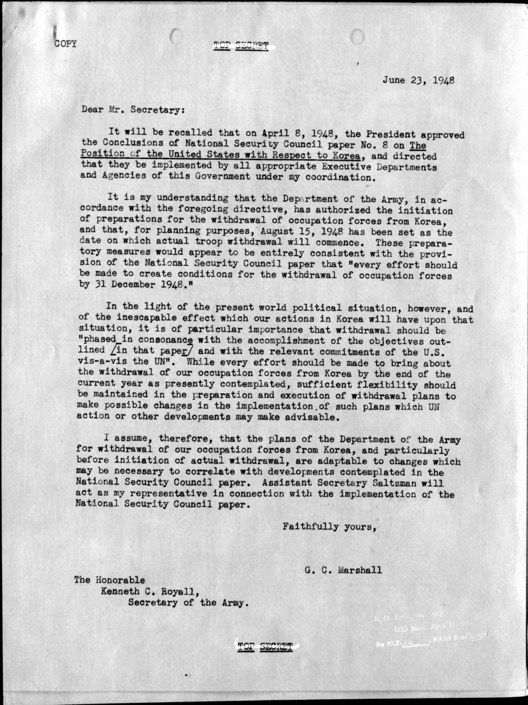 COPY
TOP SECRET
June 23, 1948
Dear Mr. Secretary:
It will be recalled that on April 8, 1948, the President approved
the Conclusions of National Security Council paper No. 8 on The
Position of the United States with Respect to Korea, and directed
that they be implemented by all appropriate Executive Departments
and Agencies of this Government under my coordination.
It is my understanding that the Department of the Army, in ac-
cordance with the foregoing directive, has authorized the initiation
of preparations for the withdrawal of occupation forces from Korea,
and that, for planning purposes, August 15, 1948 has been set as the
date on which actual troop withdrawal will commence. These prepara-
tory measures would appear to be entirely consistent with the provi-
sion of the National Security Council paper that "every effort should
be made to create conditions for the withdrawal of occupation forces
by 31 December 1948."
In the light of the present world political situation, however, and
of the inescapable effect which our actions in Korea will have upon that
situation, it is of particular importance that withdrawal should be
"phased in consonance with the accomplishment of the objectives out-
lined /in that paper/ and with the relevant commitments of the U.S.
vis-a-vis the UN". While every effort should be made to bring about
the withdrawal of our occupation forces from Korea by the end of the
current year as presently contemplated, sufficient flexibility should
be maintained in the preparation and execution of withdrawal plans to
make possible changes in the implementation of such plans which UN
action or other developments may make advisable.
I assume, therefore, that the plans of the Department of the Army
for withdrawal of our occupation forces from Korea, and particularly
before initiation of actual withdrawal, are adaptable to changes which
may be necessary to correlate with developments contemplated in the
National Security Council paper. Assistant Secretary Saltzman will
act as my representative in connection with the implementation of the
National Security Council paper.
Faithfully yours,
G. C. Marshall
The Honorable
Kenneth C. Royall,
Secretary of the Army.
TOP SECRET